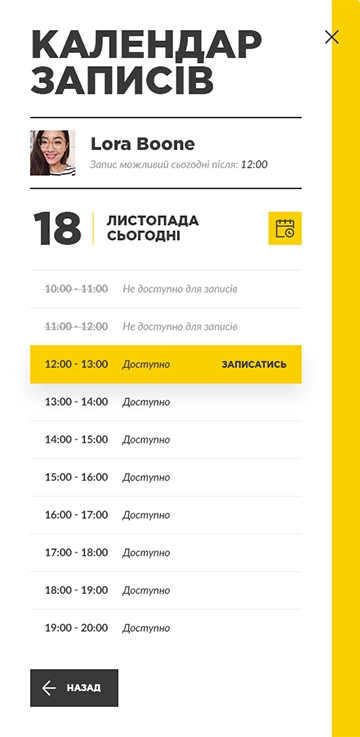 КАЛЕНДАР
ЗАПИСІВ
Lora Boone
Запис можливий сьогодні після: 12:00
18
ЛИСТОПАДА
СЬОГОДНІ
10:00 - 11:00 Не доступно для записів
11:00 - 12:00 Не доступно для записів
12:00 - 13:00 Доступно ЗАПИСАТИСЬ
13:00 - 14:00 Доступно
14:00 - 15:00 Доступно
15:00 - 16:00 Доступно
16:00 - 17:00 Доступно
17:00 - 18:00 Доступно
18:00 - 19:00 Доступно
19:00 - 20:00 Доступно
НАЗАД